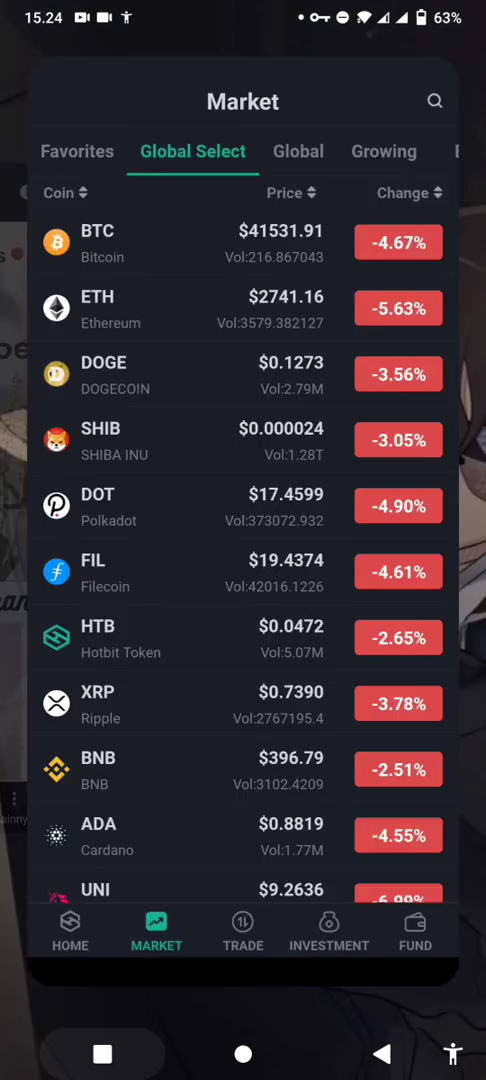 15.24 63%
Market
Favorites Global Select Global Growing
Coin Price Change
BTC $41531.91 -4.67%
Bitcoin Vol:216.867043
ETH $2741.16 -5.63%
Ethereum Vol:3579.382127
DOGE $0.1273 -3.56%
DOGECOIN Vol:2.79M
SHIB $0.000024 -3.05%
SHIBA INU Vol:1.28T
DOT $17.4599 -4.90%
Polkadot Vol:373072.932
FIL $19.4374 -4.61%
Filecoin Vol:42016.1226
HTB $0.0472 -2.65%
Hotbit Token Vol:5.07M
XRP $0.7390 -3.78%
Ripple Vol:2767195.4
BNB $396.79 -2.51%
BNB Vol:3102.4209
ADA $0.8819 -4.55%
Cardano Vol:1.77M
UNI $9.2636 -6.99%
HOME MARKET TRADE INVESTMENT FUND